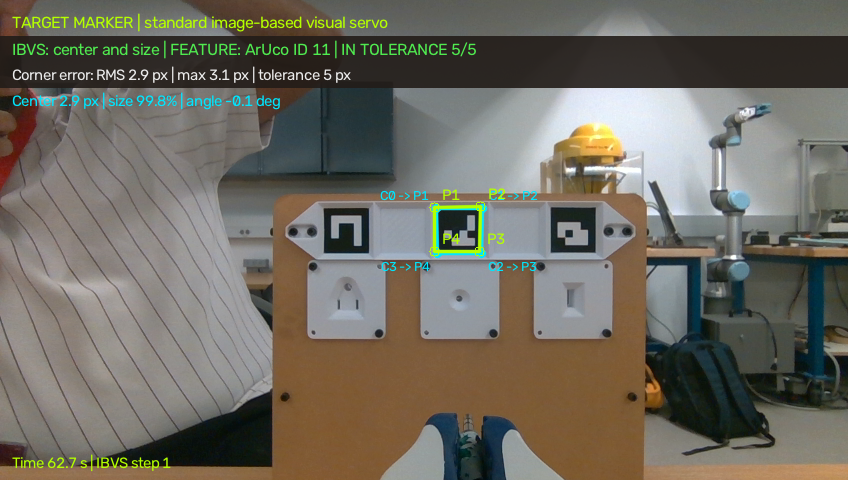 TARGET MARKER | standard image-based visual servo
IBVS: center and size | FEATURE: ArUco ID 11 | IN TOLERANCE 5/5
Corner error: RMS 2.9 px | max 3.1 px | tolerance 5 px
Center 2.9 px | size 99.8% | angle -0.1 deg
C0 -> P1 P1 P2 -> P2
P4 P3
C3 -> P4 C2 -> P3
Time 62.7 s | IBVS step 1